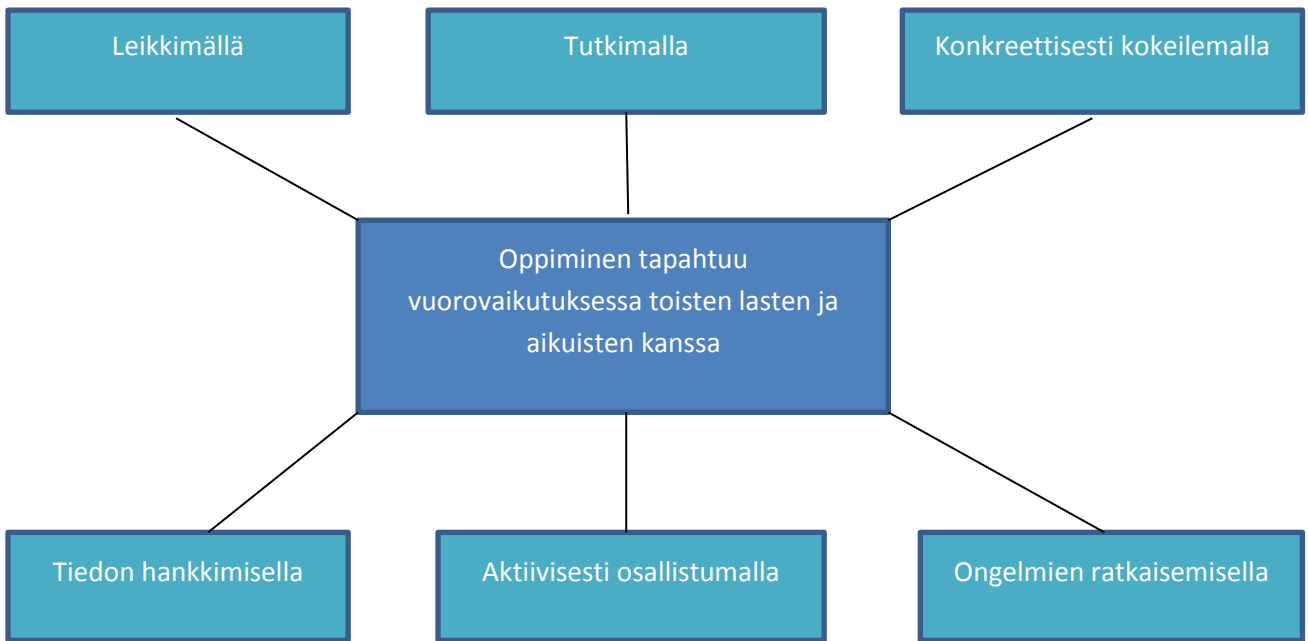 Leikkimällä
Tutkimalla
Konkreettisesti kokeilemalla
Oppiminen tapahtuu
vuorovaikutuksessa toisten lasten ja
aikuisten kanssa
Tiedon hankkimisella
Aktiivisesti osallistumalla
Ongelmien ratkaisemisella